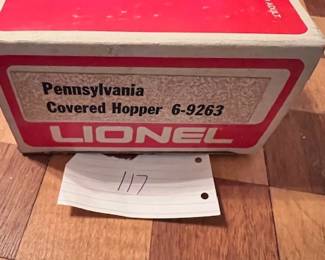 Pennsylvania
Covered Hopper 6-9263
LIONEL
117